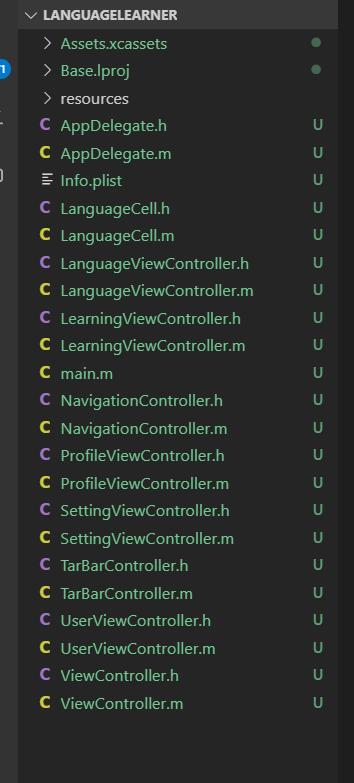 LANGUAGELEARNER
Assets.xcassets
Base.lproj
resources
C AppDelegate.h U
C AppDelegate.m U
Info.plist U
C LanguageCell.h U
C LanguageCell.m U
C LanguageViewController.h U
C LanguageViewController.m U
C LearningViewController.h U
C LearningViewController.m U
C main.m U
C NavigationController.h U
C NavigationController.m U
C ProfileViewController.h U
C ProfileViewController.m U
C SettingViewController.h U
C SettingViewController.m U
C TarBarController.h U
C TarBarController.m U
C UserViewController.h U
C UserViewController.m U
C ViewController.h U
C ViewController.m U